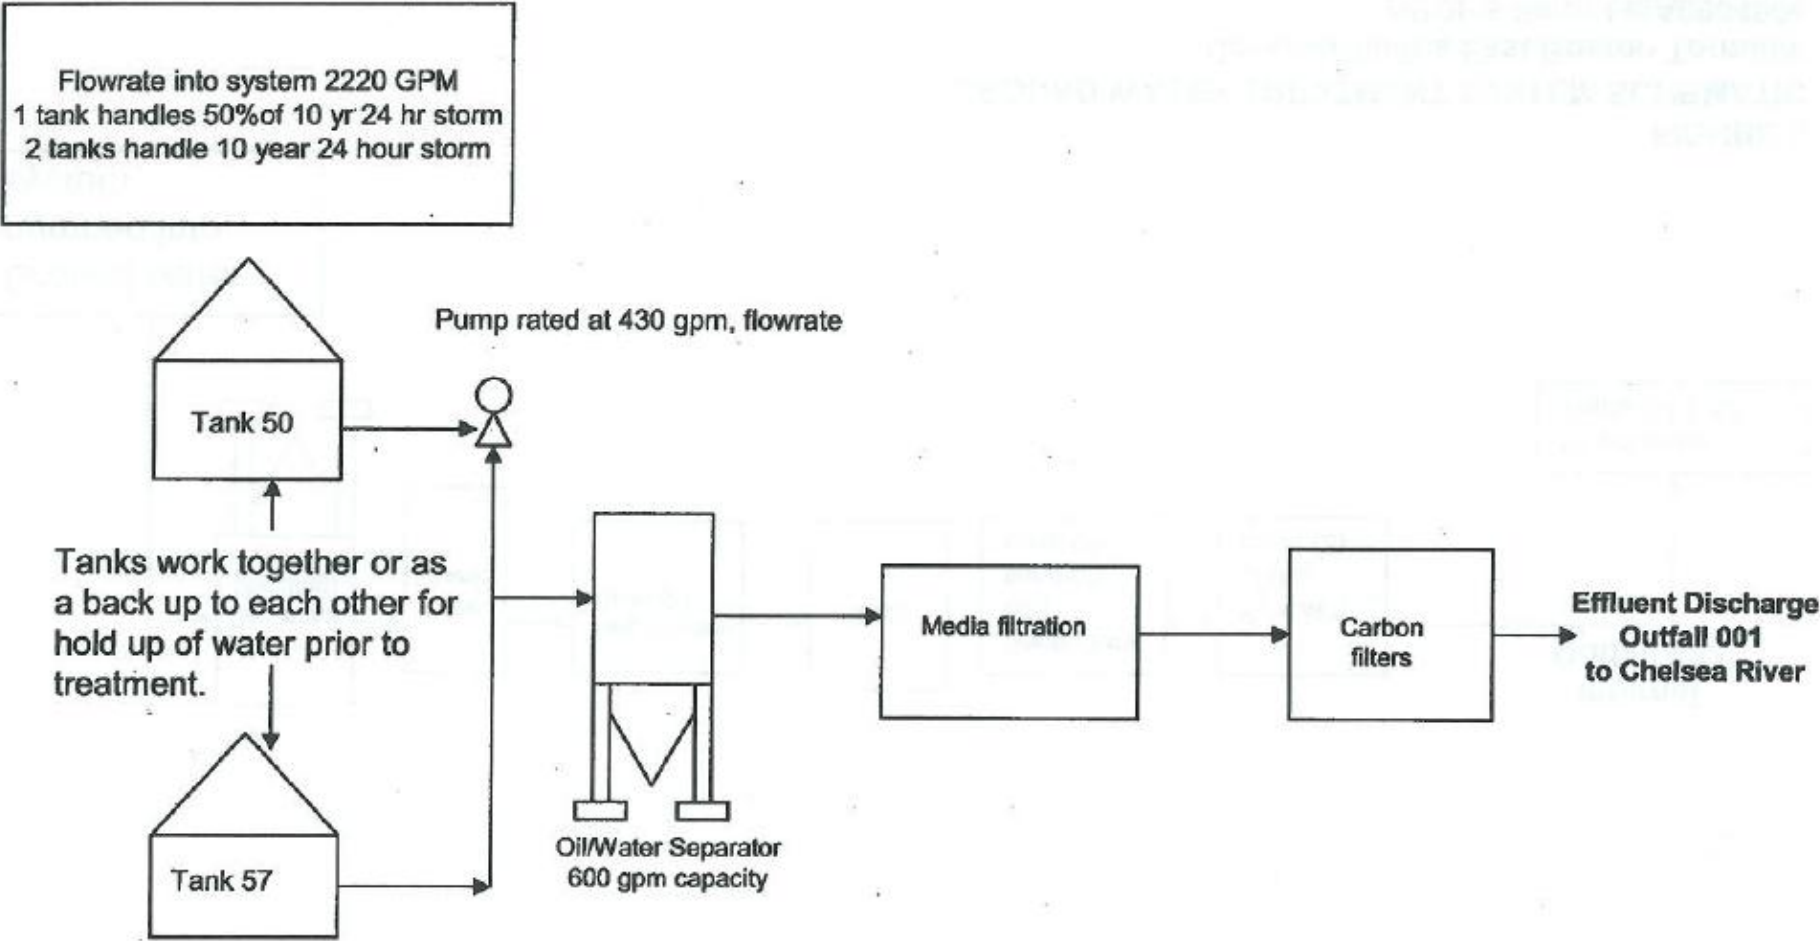 Flowrate into system 2220 GPM
1 tank handles 50%of 10 yr 24 hr storm
2 tanks handle 10 year 24 hour storm
Pump rated at 430 gpm, flowrate
Tank 50
Tanks work together or as
a back up to each other for
hold up of water prior to
treatment.
Tank 57
Oil/Water Separator
600 gpm capacity
Media filtration
Carbon
filters
Effluent Discharge
Outfall 001
to Chelsea River